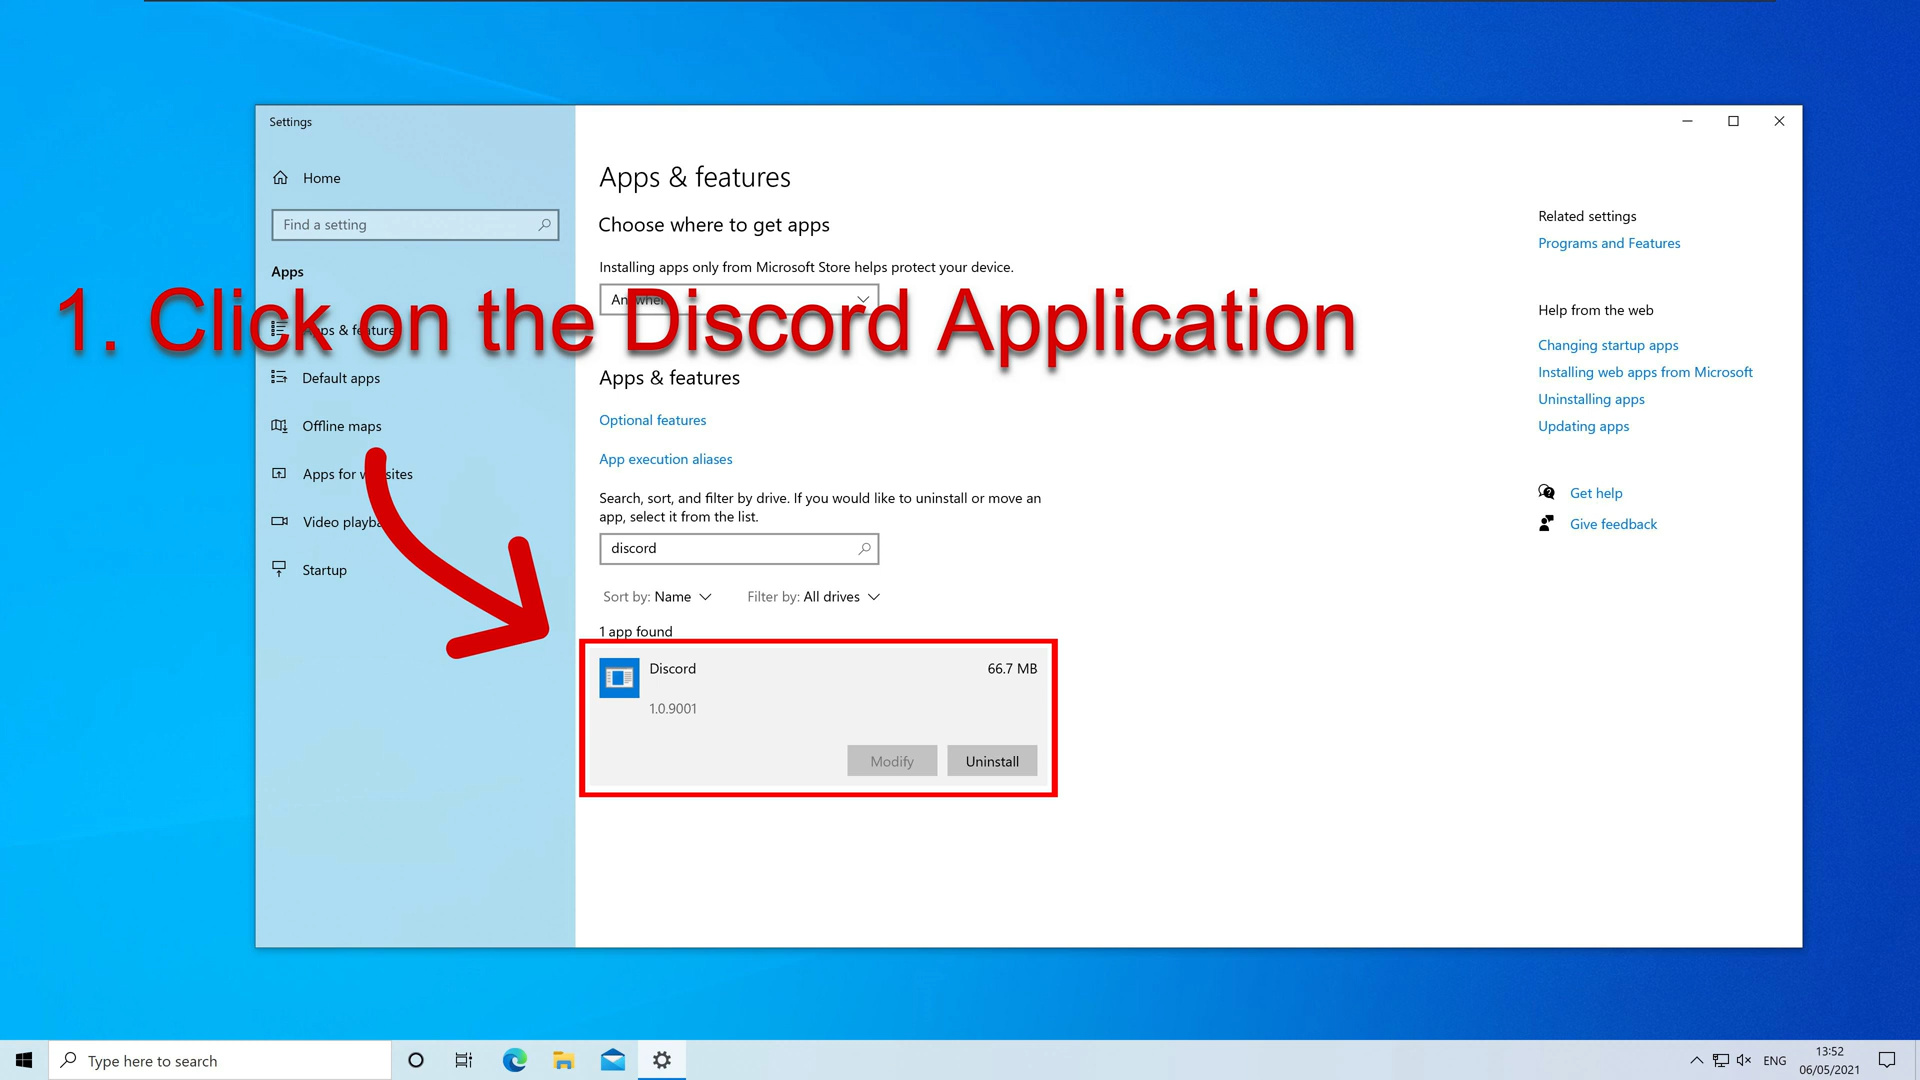 Settings
Home
Find a setting
Apps
1. Click on the Discord Application
Default apps
Offline maps
Apps for
Startup
Apps & features
Choose where to get apps
Installing apps only from Microsoft Store helps protect your device.
Apps & features
Optional features
App execution aliases
Search, sort, and filter by drive. If you would like to uninstall or move an
app, select it from the list.
discord
Sort by: Name Filter by: All drives
1 app found
Discord 66.7 MB
1.0.9001
Modify Uninstall
Related settings
Programs and Features
Help from the web
Changing startup apps
Installing web apps from Microsoft
Uninstalling apps
Updating apps
Get help
Give feedback
Type here to search
ENG
13:52
06/05/2021